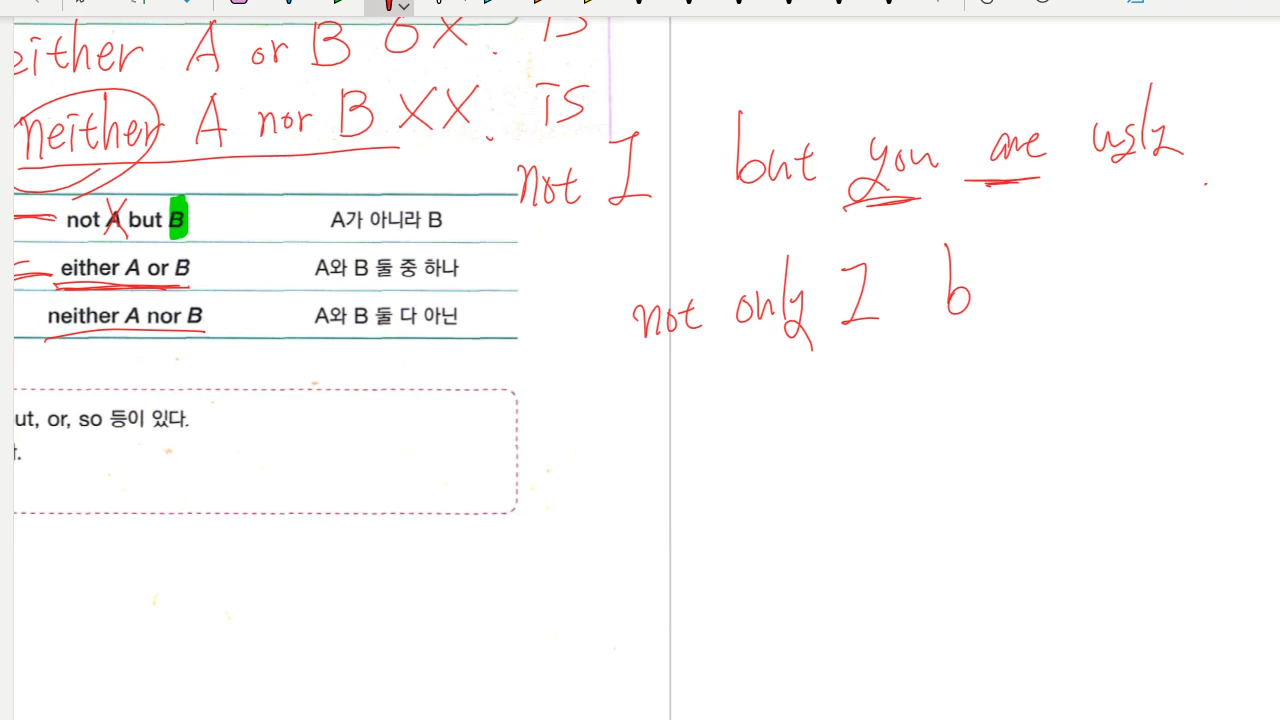 either A or B O X . is
neither A nor B X X . is
not I but you are ugly .
not A but B A가 아니라 B
either A or B A와 B 둘 중 하나
not only I b
neither A nor B A와 B 둘 다 아닌
ut, or, so 등이 있다.